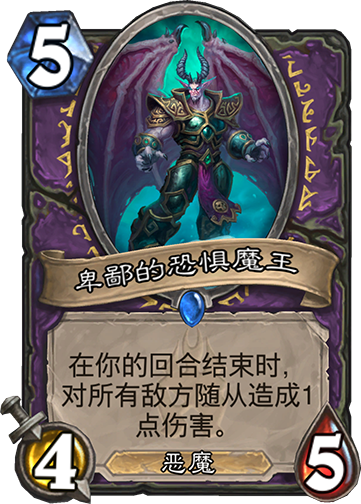 5
卑鄙的恐惧魔王
在你的回合结束时，
对所有敌方随从造成1
点伤害。
4
恶魔
5